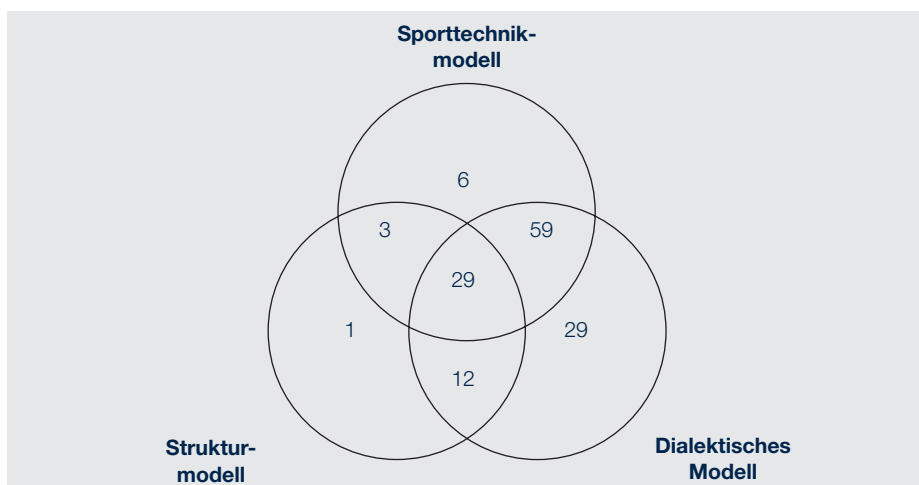 Sporttechnik-
modell
6
3
59
29
1
29
12
Struktur-
modell
Dialektisches
Modell